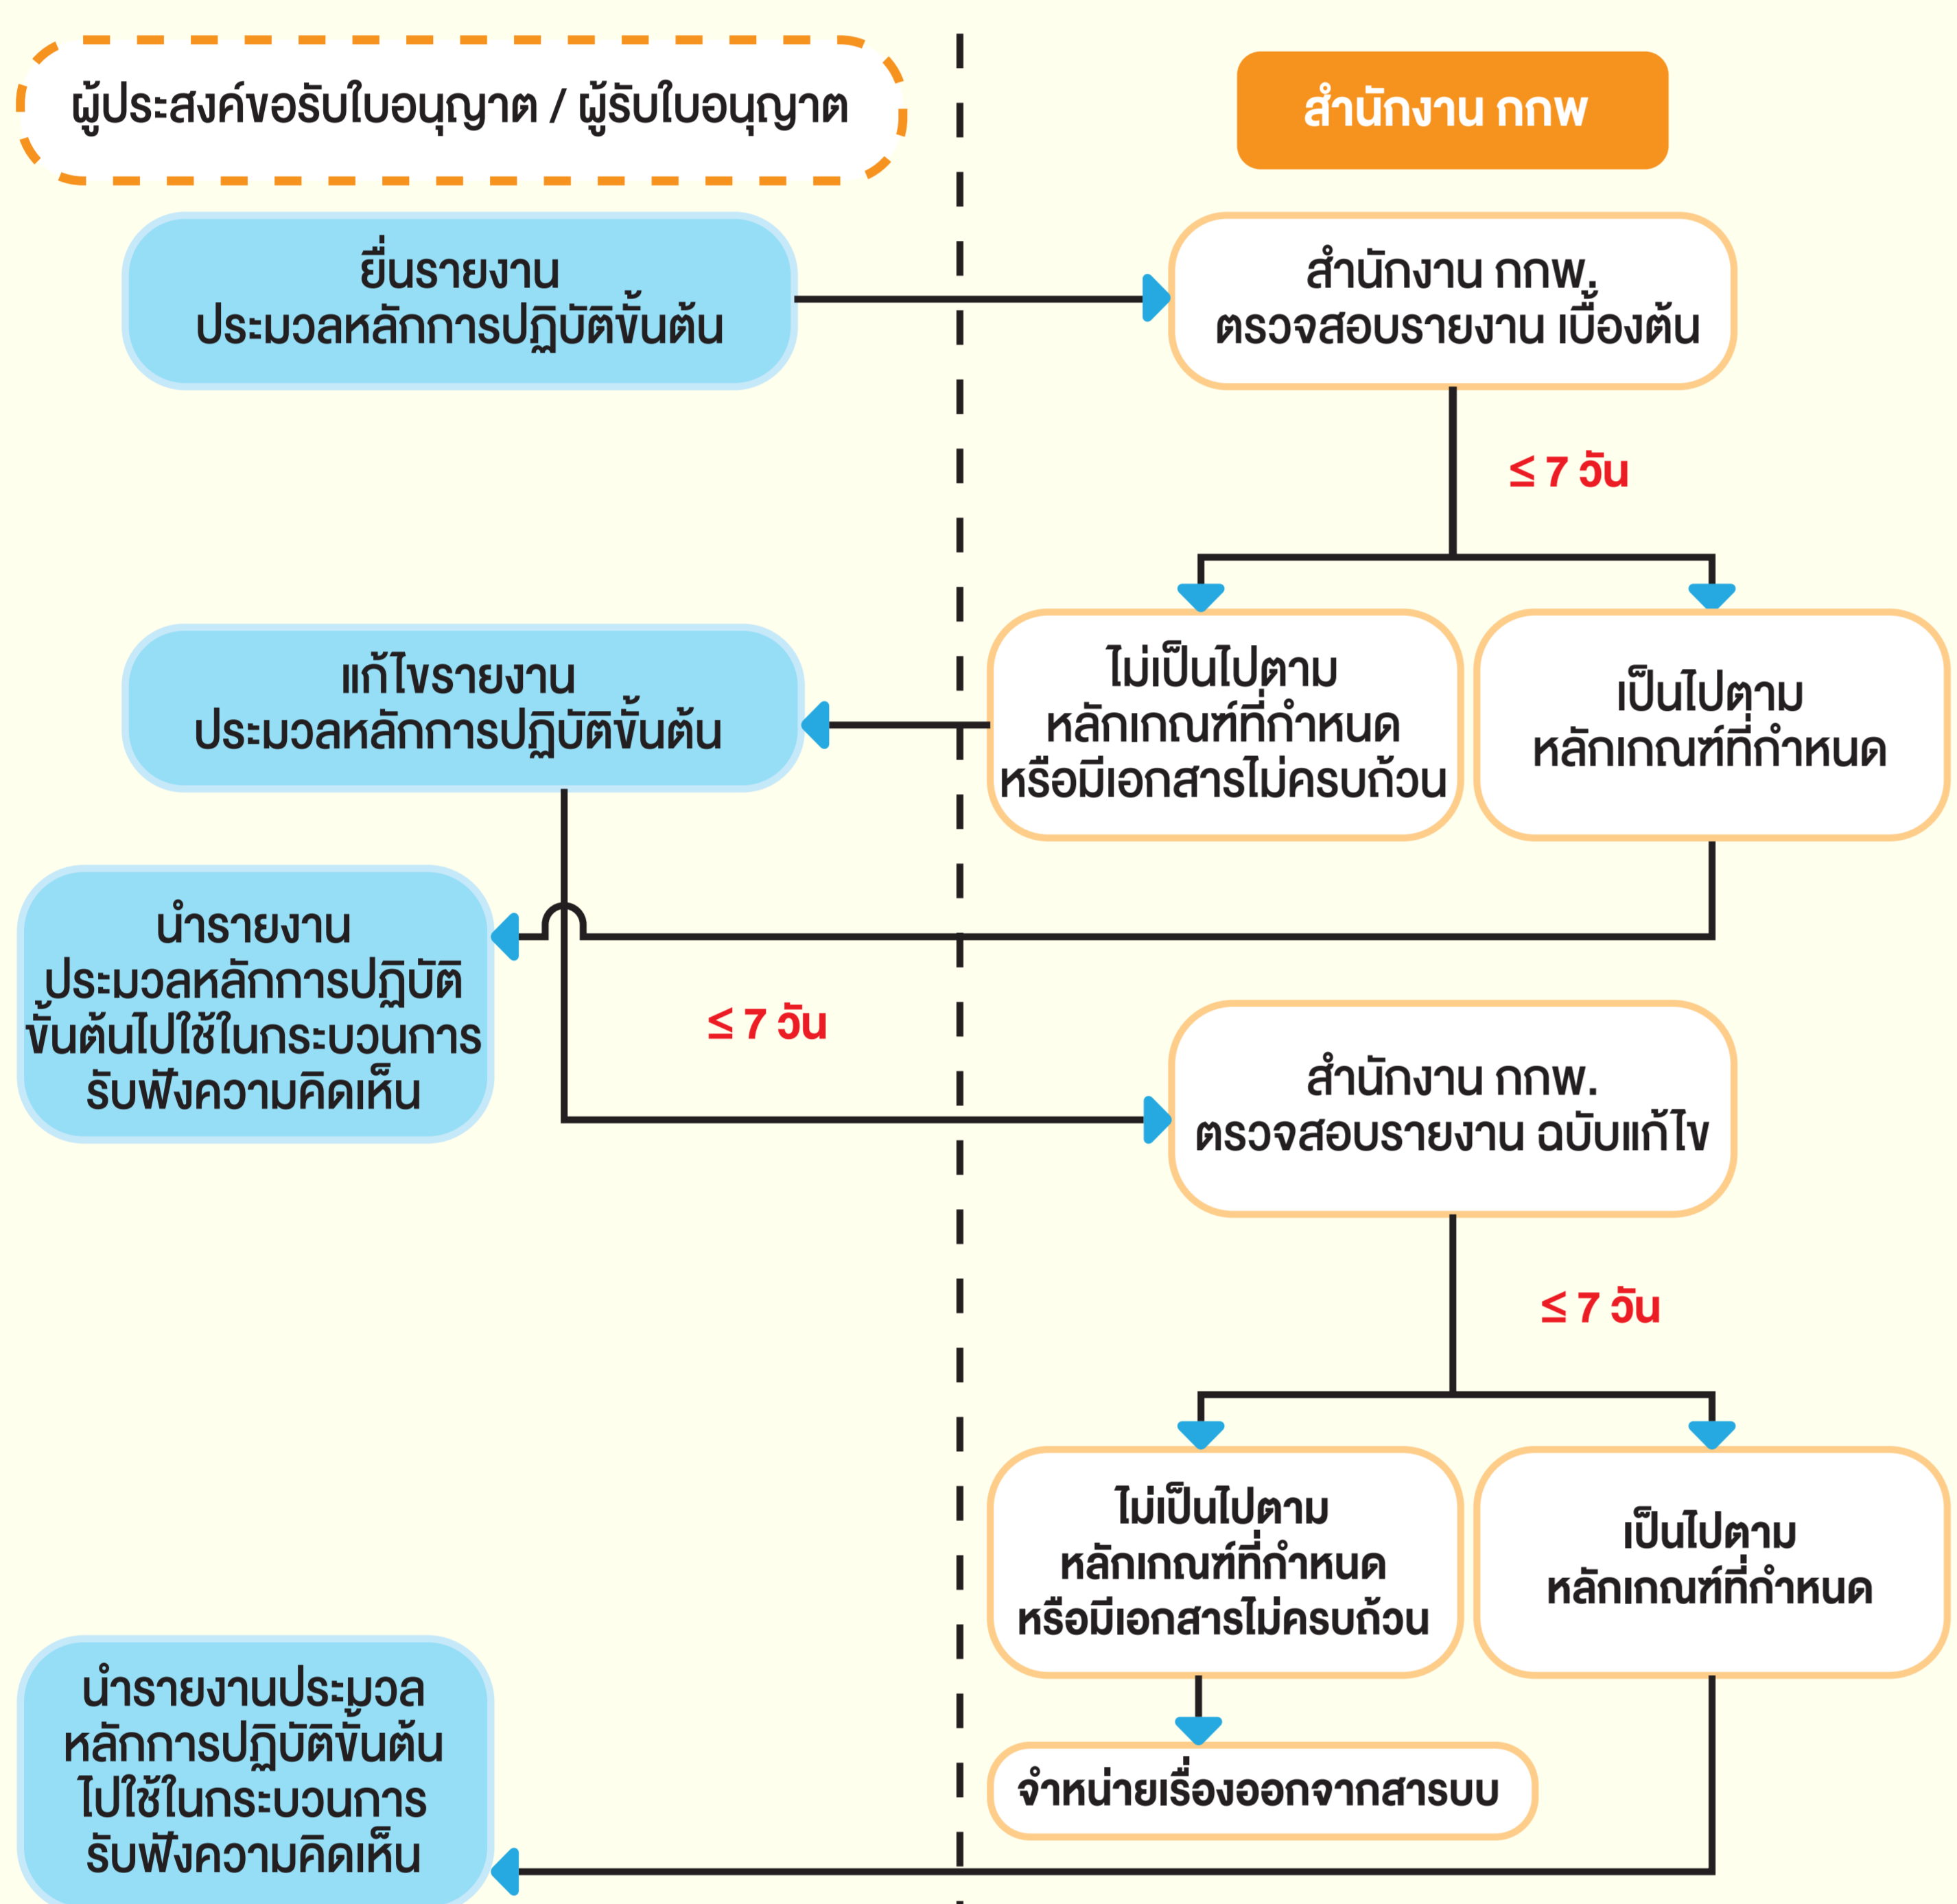 ผู้ประสงค์ขอรับใบอนุญาต / ผู้รับใบอนุญาต
สำนักงาน กกพ
ยื่นรายงาน
ประมวลหลักการปฏิบัติขั้นต้น
สำนักงาน กกพ.
ตรวจสอบรายงาน เบื้องต้น
≤ 7 วัน
แก้ไขรายงาน
ประมวลหลักการปฏิบัติขั้นต้น
ไม่เป็นไปตาม
หลักเกณฑ์ที่กำหนด
หรือมีเอกสารไม่ครบถ้วน
เป็นไปตาม
หลักเกณฑ์ที่กำหนด
นำรายงาน
ประมวลหลักการปฏิบัติ
ขั้นต้นไปใช้ในกระบวนการ
รับฟังความคิดเห็น
≤ 7 วัน
สำนักงาน กกพ.
ตรวจสอบรายงาน ฉบับแก้ไข
≤ 7 วัน
ไม่เป็นไปตาม
หลักเกณฑ์ที่กำหนด
หรือมีเอกสารไม่ครบถ้วน
เป็นไปตาม
หลักเกณฑ์ที่กำหนด
นำรายงานประมวล
หลักการปฏิบัติขั้นต้น
ไปใช้ในกระบวนการ
รับฟังความคิดเห็น
จำหน่ายเรื่องออกจากสารบบ